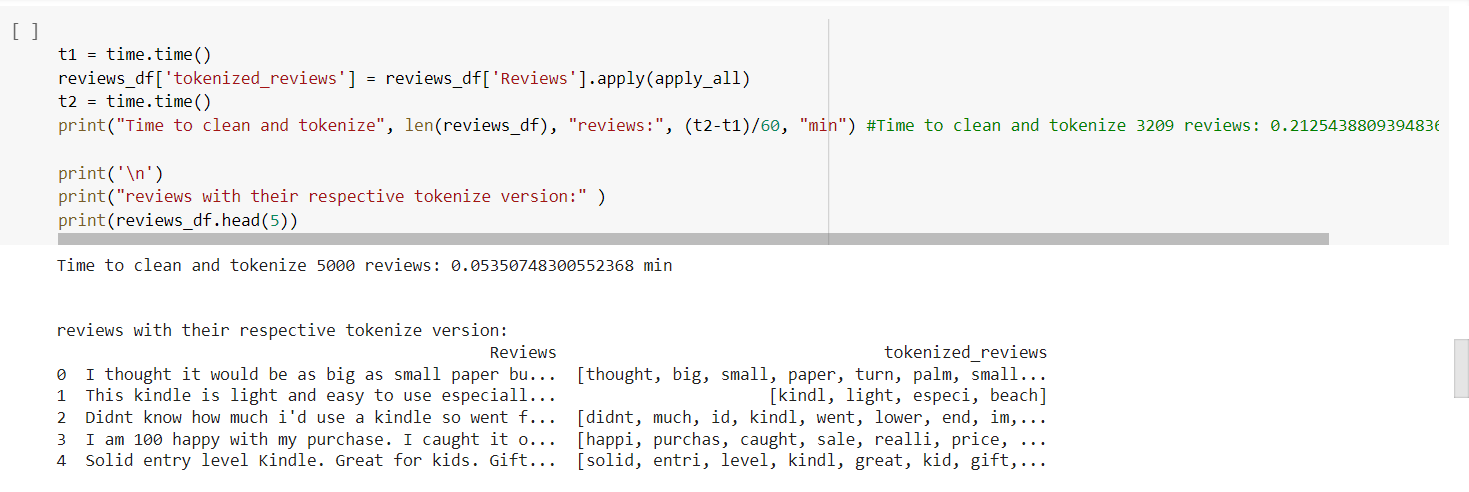 [ ]
t1 = time.time()
reviews_df['tokenized_reviews'] = reviews_df['Reviews'].apply(apply_all)
t2 = time.time()
print("Time to clean and tokenize", len(reviews_df), "reviews:", (t2-t1)/60, "min") #Time to clean and tokenize 3209 reviews: 0.2125438809394836
print('\n')
print("reviews with their respective tokenize version:" )
print(reviews_df.head(5))
Time to clean and tokenize 5000 reviews: 0.05350748300552368 min
reviews with their respective tokenize version:
Reviews tokenized_reviews
0 I thought it would be as big as small paper bu... [thought, big, small, paper, turn, palm, small...
1 This kindle is light and easy to use especiall... [kindl, light, especi, beach]
2 Didnt know how much i'd use a kindle so went f... [didnt, much, id, kindl, went, lower, end, im,...
3 I am 100 happy with my purchase. I caught it o... [happi, purchas, caught, sale, realli, price, ...
4 Solid entry level Kindle. Great for kids. Gift... [solid, entri, level, kindl, great, kid, gift,...